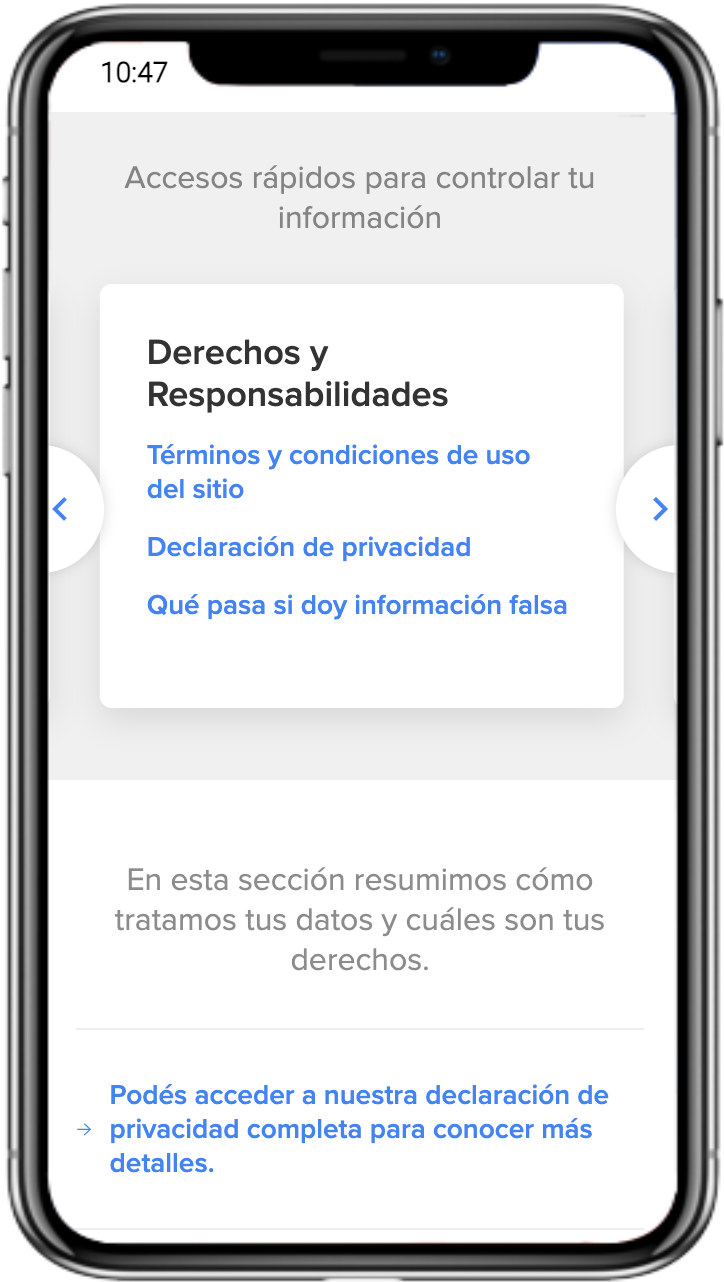 10:47
Accesos rápidos para controlar tu
información
Derechos y
Responsabilidades
Términos y condiciones de uso
del sitio
Declaración de privacidad
Qué pasa si doy información falsa
En esta sección resumimos cómo
tratamos tus datos y cuáles son tus
derechos.
Podés acceder a nuestra declaración de
privacidad completa para conocer más
detalles.